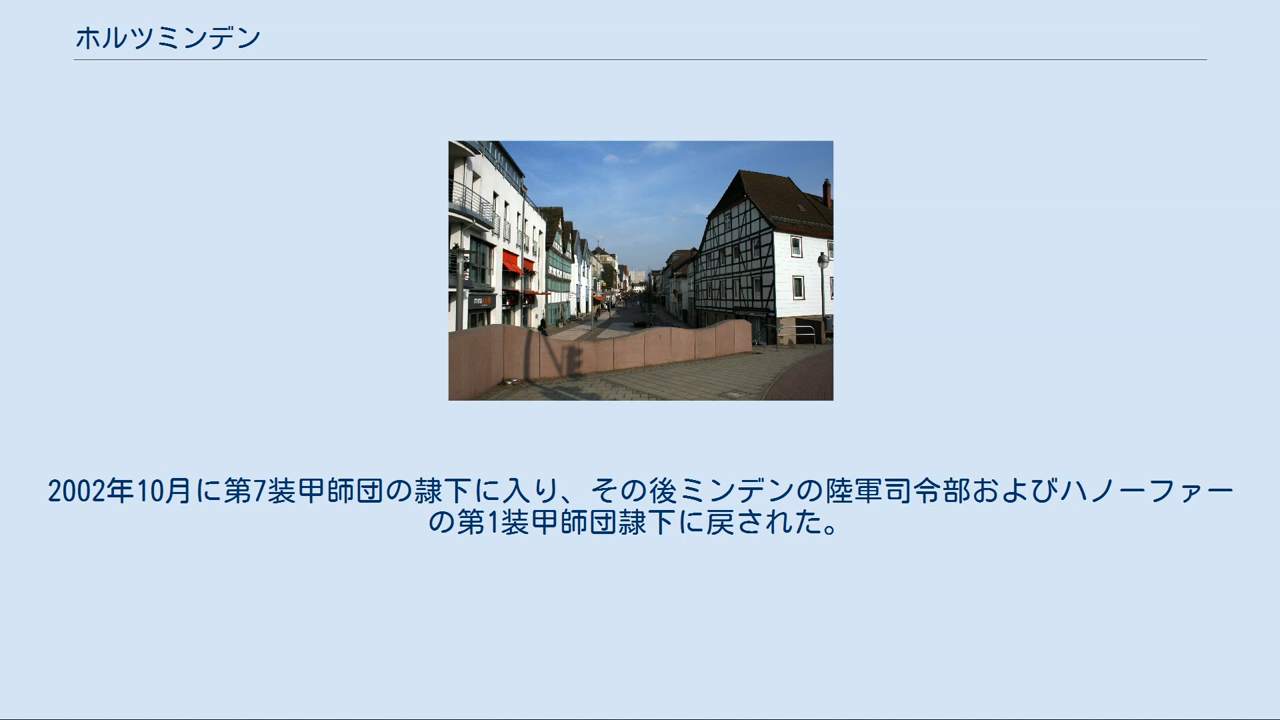 ホルツミンデン
2002年10月に第7装甲師団の隷下に入り、その後ミンデンの陸軍司令部およびハノーファー
の第1装甲師団隷下に戻された。